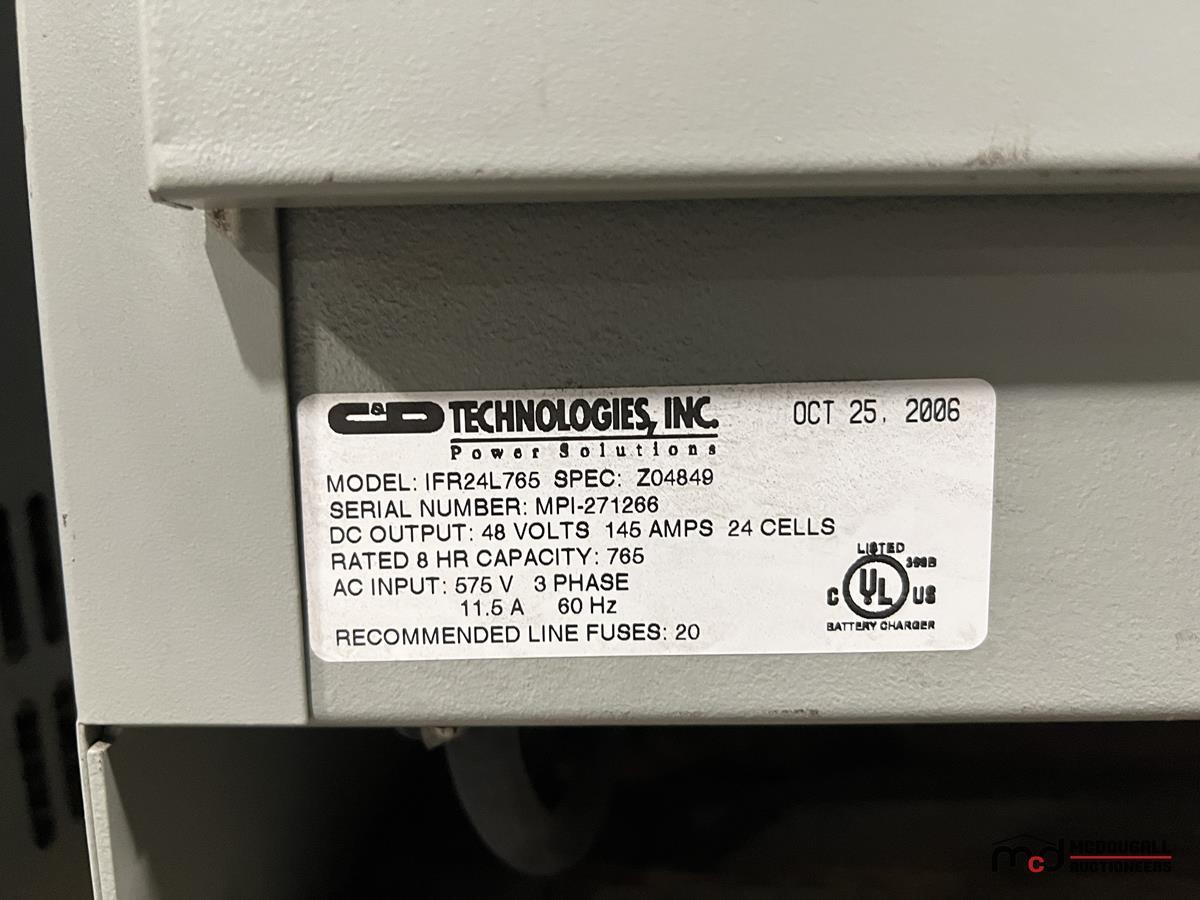 C&D TECHNOLOGIES, INC. OCT 25, 2006
Power Solutions
MODEL: IFR24L765 SPEC: Z04849
SERIAL NUMBER: MPI-271266
DC OUTPUT: 48 VOLTS 145 AMPS 24 CELLS
RATED 8 HR CAPACITY: 765
AC INPUT: 575 V 3 PHASE
11.5 A 60 Hz
RECOMMENDED LINE FUSES: 20
LISTED
C UL US
BATTERY CHARGER
mcd MCDOUGALL
AUCTIONEERS